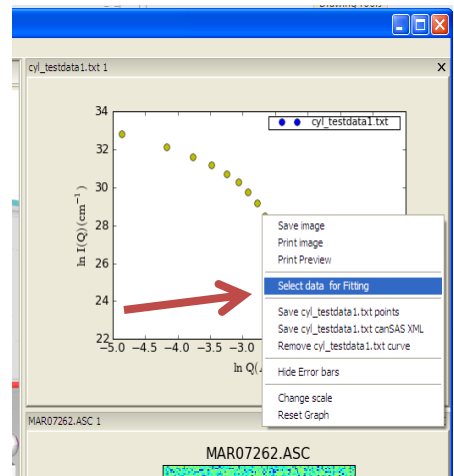 cyl_testdata1.txt 1
x
34
cyl_testdata1.txt
32
30
28
26
24
22
ln I(Q)(cm⁻¹)
-5.0 -4.5 -4.0 -3.5 -3.0
ln Q(
Save image
Print image
Print Preview
Select data for Fitting
Save cyl_testdata1.txt points
Save cyl_testdata1.txt canSAS XML
Remove cyl_testdata1.txt curve
Hide Error bars
Change scale
Reset Graph
MAR07262.ASC 1
MAR07262.ASC